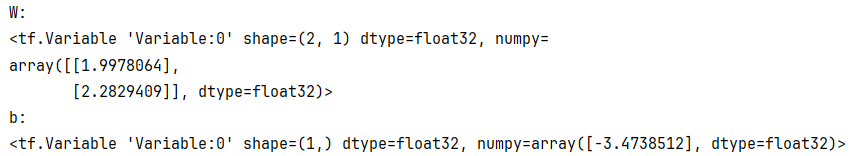 W:
<tf.Variable 'Variable:0' shape=(2, 1) dtype=float32, numpy=
array([[1.9978064],
       [2.2829409]], dtype=float32)>
b:
<tf.Variable 'Variable:0' shape=(1,) dtype=float32, numpy=array([-3.4738512], dtype=float32)>